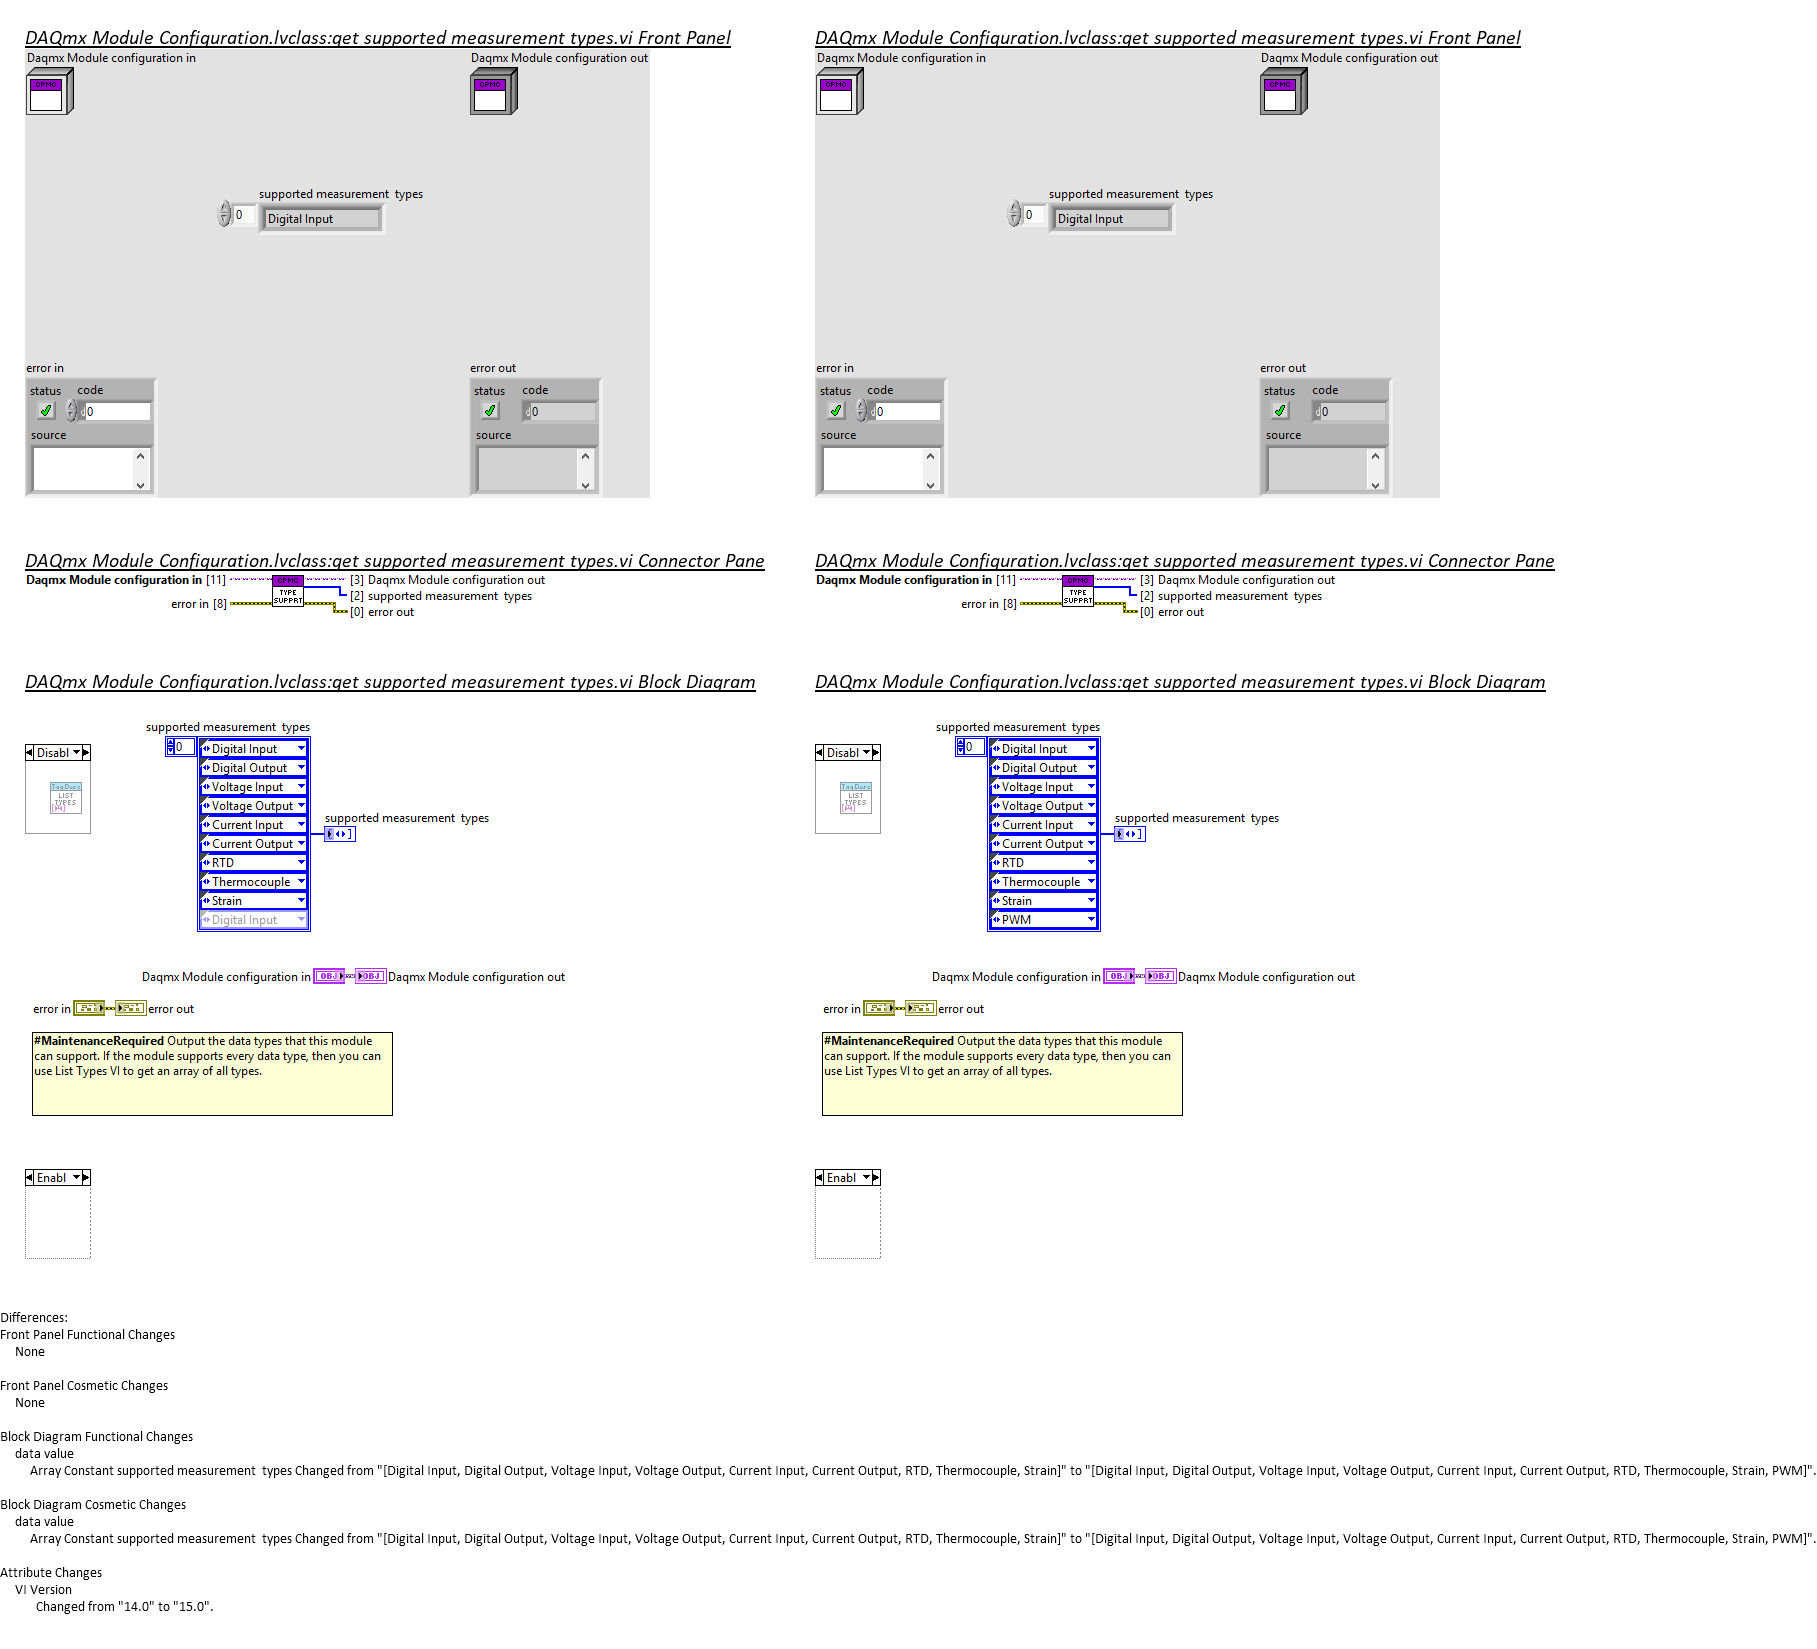 DAQmx Module Configuration.lvclass:get supported measurement types.vi Front Panel
Daqmx Module configuration in
Daqmx Module configuration out
CPMC
CPMC
supported measurement  types
0
Digital Input
error in
status
code
d 0
source
error out
status
code
d 0
source
DAQmx Module Configuration.lvclass:get supported measurement types.vi Connector Pane
Daqmx Module configuration in [11]
error in [8]
CPMC
TYPE
SUPPRT
[3] Daqmx Module configuration out
[2] supported measurement  types
[0] error out
DAQmx Module Configuration.lvclass:get supported measurement types.vi Block Diagram
supported measurement  types
Disabl
Tag Desc
LIST
TYPES
0
Digital Input
Digital Output
Voltage Input
Voltage Output
Current Input
Current Output
RTD
Thermocouple
Strain
Digital Input
supported measurement  types
Daqmx Module configuration in
OBJ
OBJ
Daqmx Module configuration out
error in
error out
#MaintenanceRequired Output the data types that this module
can support. If the module supports every data type, then you can
use List Types VI to get an array of all types.
Enabl
DAQmx Module Configuration.lvclass:get supported measurement types.vi Front Panel
Daqmx Module configuration in
Daqmx Module configuration out
CPMC
CPMC
supported measurement  types
0
Digital Input
error in
status
code
d 0
source
error out
status
code
d 0
source
DAQmx Module Configuration.lvclass:get supported measurement types.vi Connector Pane
Daqmx Module configuration in [11]
error in [8]
CPMC
TYPE
SUPPRT
[3] Daqmx Module configuration out
[2] supported measurement  types
[0] error out
DAQmx Module Configuration.lvclass:get supported measurement types.vi Block Diagram
supported measurement  types
Disabl
Tag Desc
LIST
TYPES
0
Digital Input
Digital Output
Voltage Input
Voltage Output
Current Input
Current Output
RTD
Thermocouple
Strain
PWM
supported measurement  types
Daqmx Module configuration in
OBJ
OBJ
Daqmx Module configuration out
error in
error out
#MaintenanceRequired Output the data types that this module
can support. If the module supports every data type, then you can
use List Types VI to get an array of all types.
Enabl
Differences:
Front Panel Functional Changes
None
Front Panel Cosmetic Changes
None
Block Diagram Functional Changes
data value
Array Constant supported measurement  types Changed from "[Digital Input, Digital Output, Voltage Input, Voltage Output, Current Input, Current Output, RTD, Thermocouple, Strain]" to "[Digital Input, Digital Output, Voltage Input, Voltage Output, Current Input, Current Output, RTD, Thermocouple, Strain, PWM]".
Block Diagram Cosmetic Changes
data value
Array Constant supported measurement  types Changed from "[Digital Input, Digital Output, Voltage Input, Voltage Output, Current Input, Current Output, RTD, Thermocouple, Strain]" to "[Digital Input, Digital Output, Voltage Input, Voltage Output, Current Input, Current Output, RTD, Thermocouple, Strain, PWM]".
Attribute Changes
VI Version
Changed from "14.0" to "15.0".